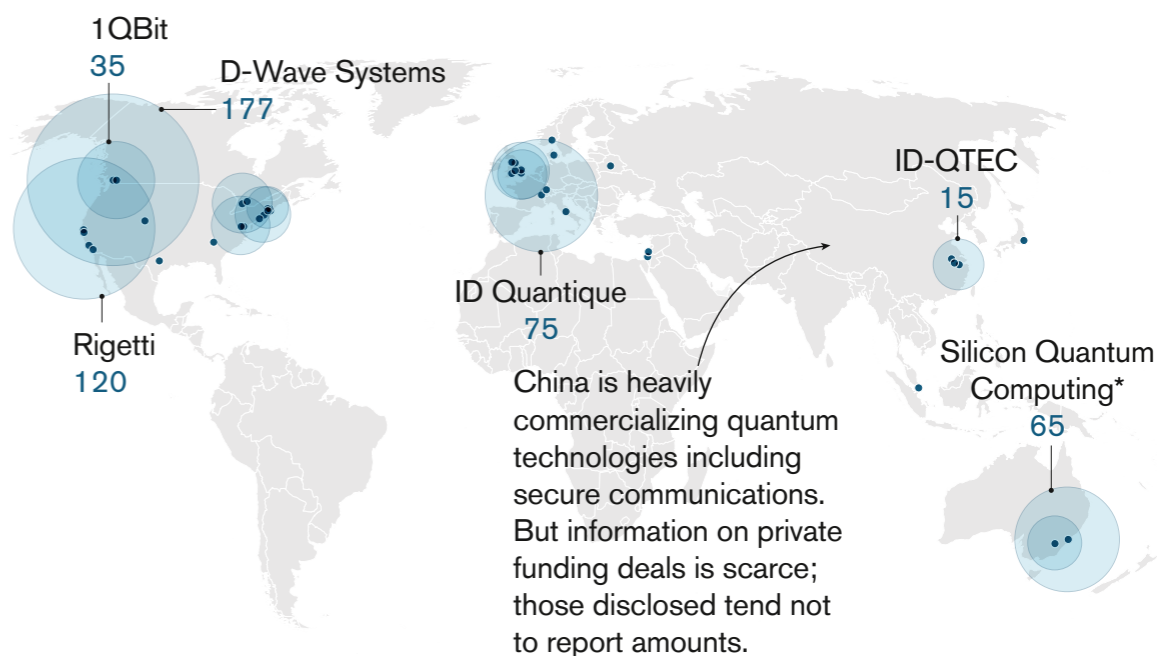 1QBit
35
D-Wave Systems
177
ID-QTEC
15
ID Quantique
75
Rigetti
120
Silicon Quantum
Computing*
65
China is heavily
commercializing quantum
technologies including
secure communications.
But information on private
funding deals is scarce;
those disclosed tend not
to report amounts.